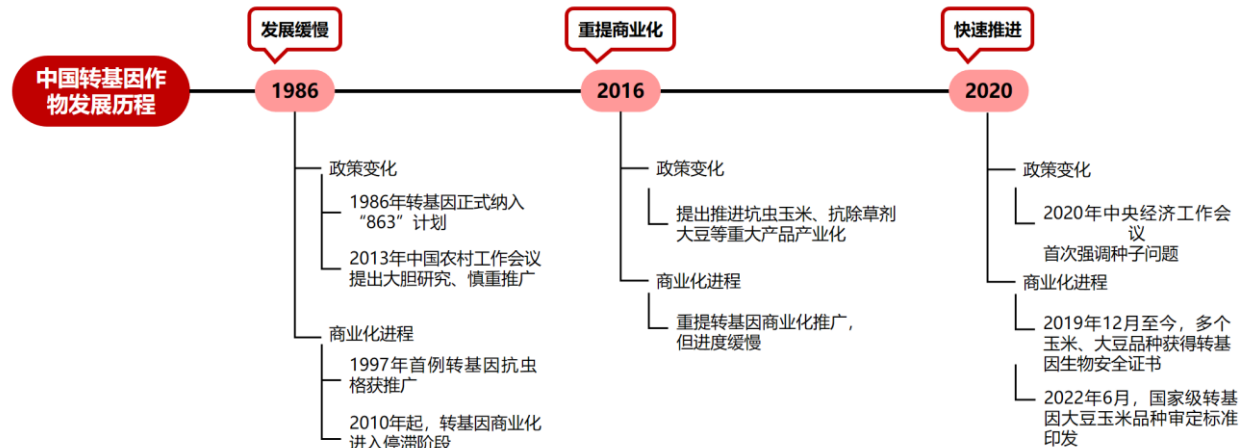 中国转基因作
物发展历程
发展缓慢
1986
政策变化
1986年转基因正式纳入
“863”计划
2013年中国农村工作会议
提出大胆研究、慎重推广
商业化进程
1997年首例转基因抗虫
格获推广
2010年起，转基因商业化
进入停滞阶段
重提商业化
2016
政策变化
提出推进坑虫玉米、抗除草剂
大豆等重大产品产业化
商业化进程
重提转基因商业化推广，
但进度缓慢
快速推进
2020
政策变化
2020年中央经济工作会
议
首次强调种子问题
商业化进程
2019年12月至今，多个
玉米、大豆品种获得转基
因生物安全证书
2022年6月，国家级转基
因大豆玉米品种审定标准
印发